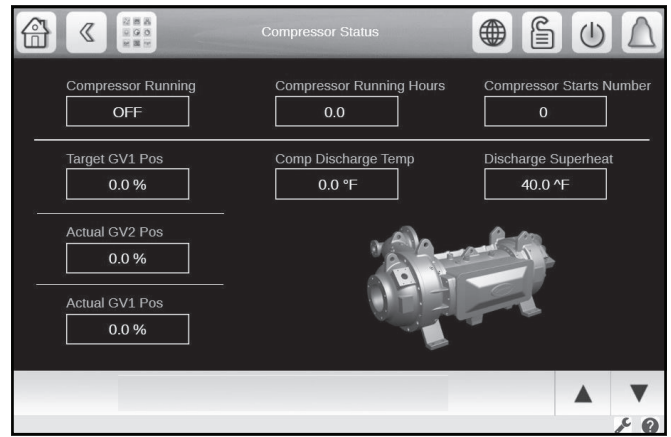 Compressor Status
Compressor Running Compressor Running Hours Compressor Starts Number
OFF 0.0 0
Target GV1 Pos Comp Discharge Temp Discharge Superheat
0.0 % 0.0 °F 40.0 ^F
Actual GV2 Pos
0.0 %
Actual GV1 Pos
0.0 %
?